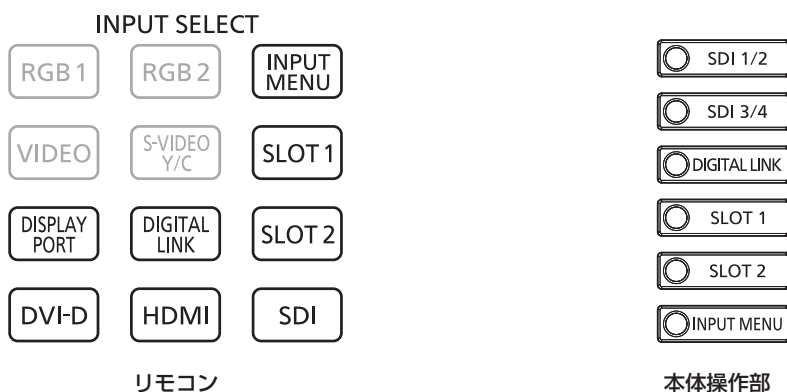 INPUT SELECT
RGB 1
RGB 2
INPUT
MENU
VIDEO
S-VIDEO
Y/C
SLOT 1
DISPLAY
PORT
DIGITAL
LINK
SLOT 2
DVI-D
HDMI
SDI
リモコン
SDI 1/2
SDI 3/4
DIGITAL LINK
SLOT 1
SLOT 2
INPUT MENU
本体操作部